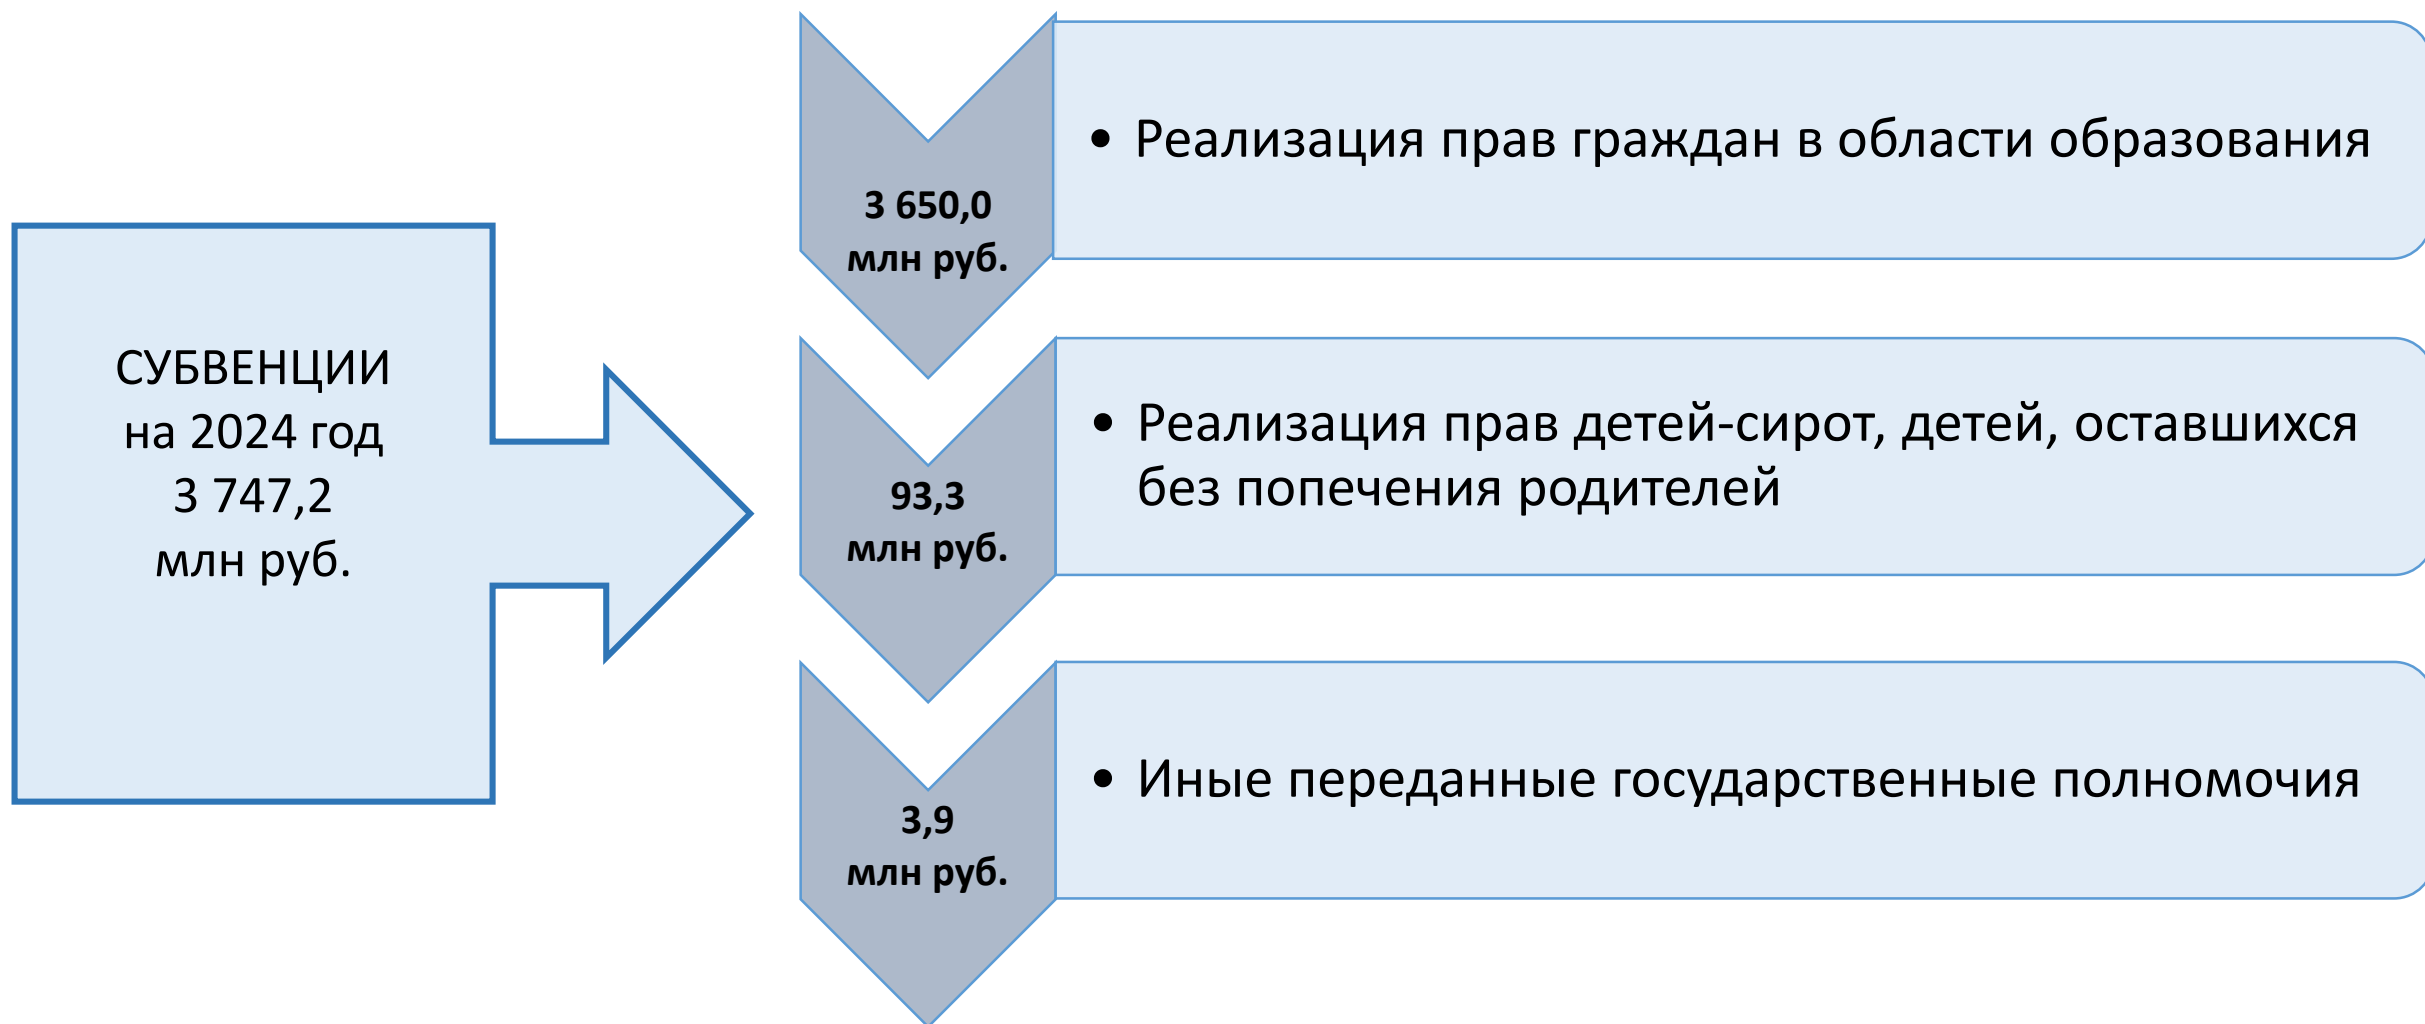 СУБВЕНЦИИ
на 2024 год
3 747,2
млн руб.
3 650,0
млн руб.
• Реализация прав граждан в области образования
93,3
млн руб.
• Реализация прав детей-сирот, детей, оставшихся
без попечения родителей
3,9
млн руб.
• Иные переданные государственные полномочия